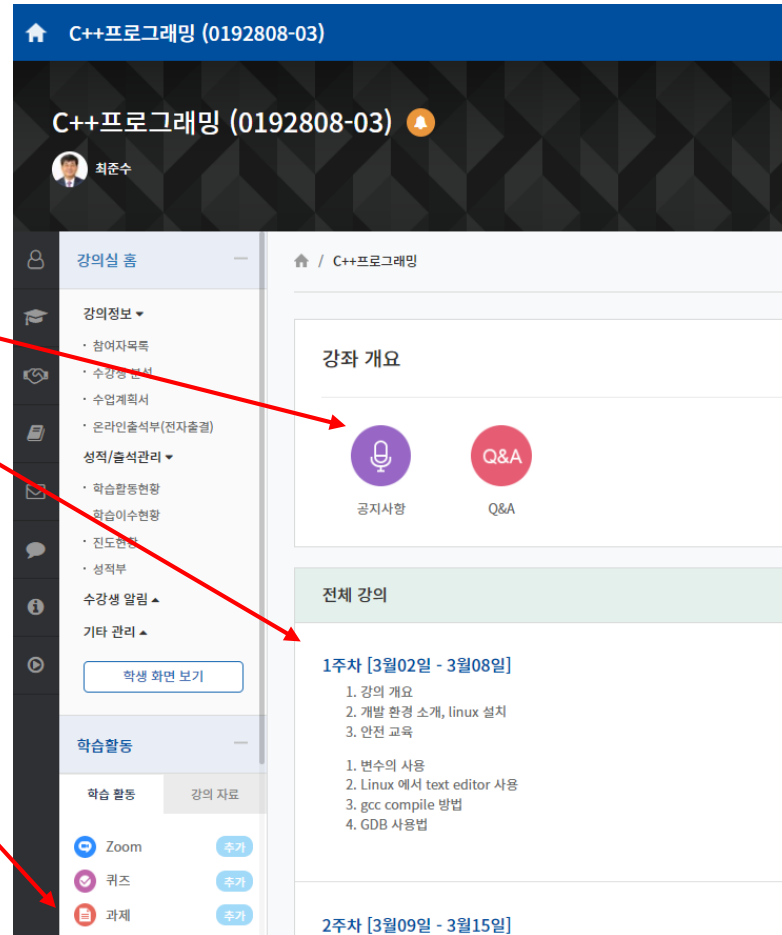 C++프로그래밍 (0192808-03)
C++프로그래밍 (0192808-03)
최준수
강의실 홈
/ C++프로그래밍
강의정보
· 참여자목록
· 수강생 분석
· 수업계획서
· 온라인출석부(전자출결)
성적/출석관리
· 학습활동현황
· 학습이수현황
· 진도현황
· 성적부
수강생 알림
기타 관리
학생 화면 보기
학습활동
학습 활동
강의 자료
Zoom 추가
퀴즈 추가
과제 추가
강좌 개요
Q&A
공지사항
Q&A
전체 강의
1주차 [3월02일 - 3월08일]
1. 강의 개요
2. 개발 환경 소개, linux 설치
3. 안전 교육
1. 변수의 사용
2. Linux 에서 text editor 사용
3. gcc compile 방법
4. GDB 사용법
2주차 [3월09일 - 3월15일]